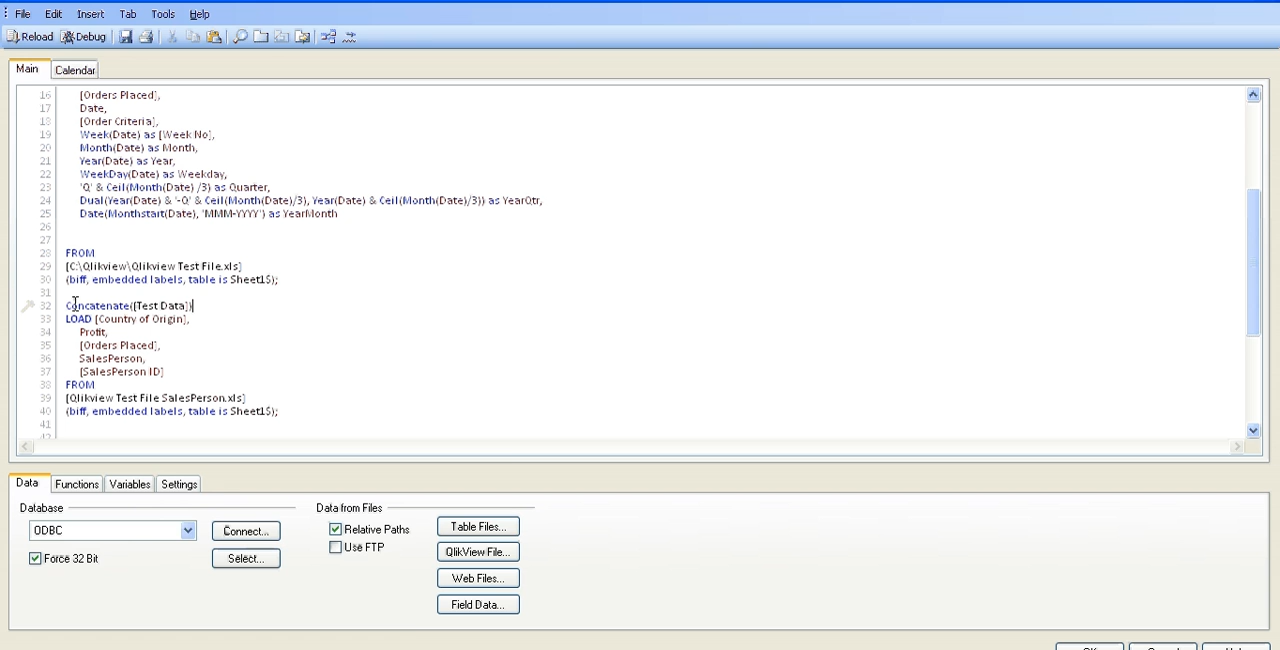 File Edit Insert Tab Tools Help
Reload Debug
Main Calendar
16 [Orders Placed],
17 Date,
18 [Order Criteria],
19 Week(Date) as [Week No],
20 Month(Date) as Month,
21 Year(Date) as Year,
22 WeekDay(Date) as Weekday,
23 'Q' & Ceil(Month(Date) /3) as Quarter,
24 Dual(Year(Date) & '-Q' & Ceil(Month(Date)/3), Year(Date) & Ceil(Month(Date)/3)) as YearQtr,
25 Date(Monthstart(Date), 'MMM-YYYY') as YearMonth
26
27
28 FROM
29 [C:\Qlikview\Qlikview Test File.xls]
30 (biff, embedded labels, table is Sheet1$);
31
32 Concatenate([Test Data])
33 LOAD [Country of Origin],
34 Profit,
35 [Orders Placed],
36 SalesPerson,
37 [SalesPerson ID]
38 FROM
39 [Qlikview Test File SalesPerson.xls]
40 (biff, embedded labels, table is Sheet1$);
41
42
Data Functions Variables Settings
Database Data from Files
ODBC Connect... Relative Paths Table Files...
Force 32 Bit Select... Use FTP QlikView File...
Web Files...
Field Data...